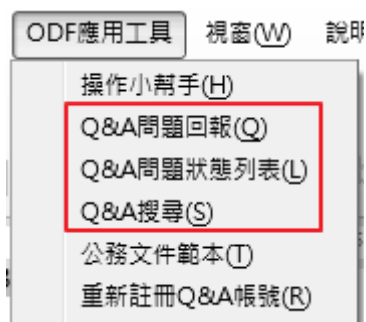 ODF應用工具 視窗(W) 說明
操作小幫手(H)
Q&A問題回報(Q)
Q&A問題狀態列表(L)
Q&A搜尋(S)
公務文件範本(T)
重新註冊Q&A帳號(R)